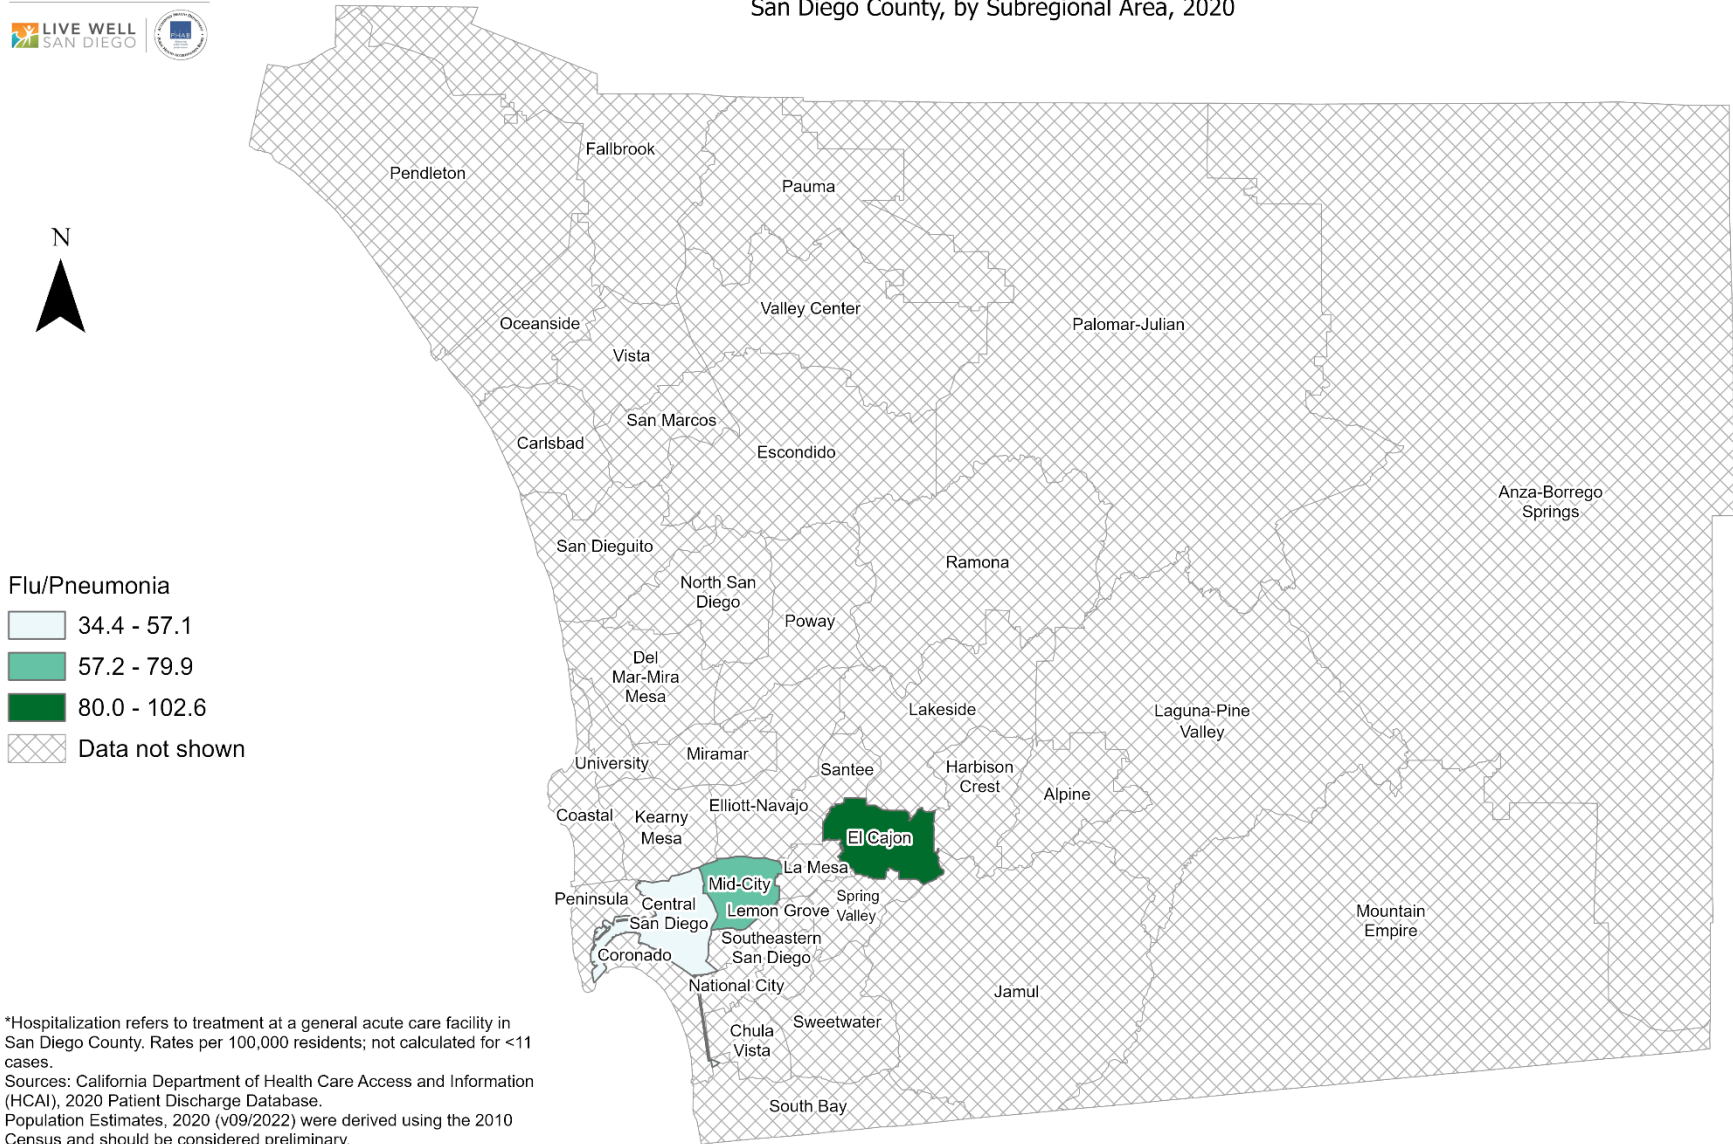 San Diego County, by Subregional Area, 2020
LIVE WELL
SAN DIEGO
PHAB
N
Fallbrook
Pendleton
Pauma
Valley Center
Oceanside
Palomar-Julian
Vista
San Marcos
Carlsbad
Escondido
Anza-Borrego
Springs
San Dieguito
Ramona
North San
Diego
Poway
Del
Mar-Mira
Mesa
Lakeside
Laguna-Pine
Valley
Miramar
University
Santee
Harbison
Crest
Alpine
Elliott-Navajo
Coastal
Kearny
Mesa
El Cajon
La Mesa
Mid-City
Peninsula
Central
San Diego
Lemon Grove
Spring
Valley
Mountain
Empire
Southeastern
San Diego
Coronado
National City
Jamul
Sweetwater
Chula
Vista
South Bay
Flu/Pneumonia
34.4 - 57.1
57.2 - 79.9
80.0 - 102.6
Data not shown
*Hospitalization refers to treatment at a general acute care facility in
San Diego County. Rates per 100,000 residents; not calculated for <11
cases.
Sources: California Department of Health Care Access and Information
(HCAI), 2020 Patient Discharge Database.
Population Estimates, 2020 (v09/2022) were derived using the 2010
Census and should be considered preliminary.